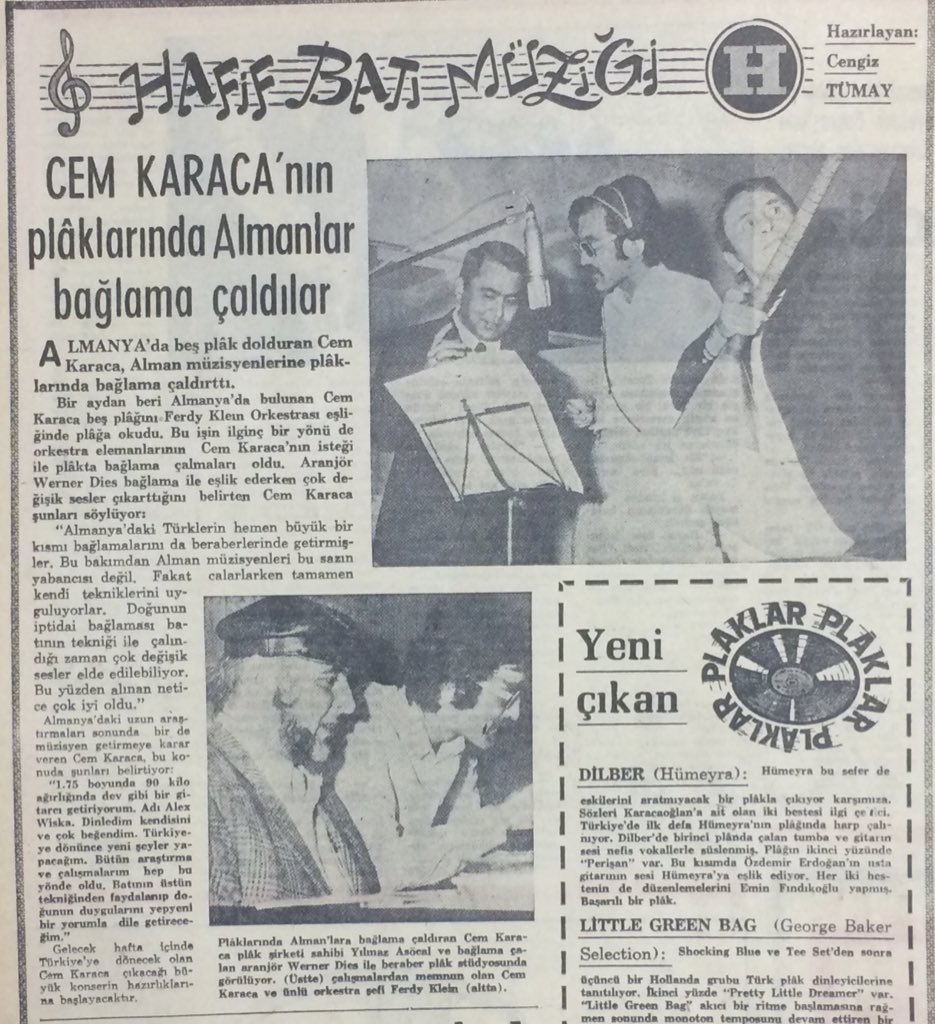 HAFİF BATI MÜZİĞİ
H
Hazırlayan:
Cengiz
TÜMAY
CEM KARACA'nın
plâklarında Almanlar
bağlama çaldılar
ALMANYA'da beş plâk dolduran Cem
Karaca, Alman müzisyenlerine plâk-
larında bağlama çaldırttı.
Bir aydan beri Almanya'da bulunan Cem
Karaca beş plâğını Ferdy Klein Orkestrası eşli-
ğinde plâğa okudu. Bu işin ilginç bir yönü de
orkestra elemanlarının Cem Karaca'nın isteği
ile plâkta bağlama çalmaları oldu. Aranjör
Werner Dies bağlama ile eşlik ederken çok de-
ğişik sesler çıkarttığını belirten Cem Karaca
şunları söylüyor:
"Almanya'daki Türklerin hemen büyük bir
kısmı bağlamalarını da beraberlerinde getirmiş-
ler. Bu bakımdan Alman müzisyenleri bu sazın
yabancısı değil. Fakat calarlarken tamamen
kendi tekniklerini uy-
guluyorlar. Doğunun
iptidai bağlaması ba-
tının tekniği ile çalın-
dığı zaman çok değişik
sesler elde edilebiliyor.
Bu yüzden alınan neti-
ce çok iyi oldu."
Almanya'daki uzun araş-
tırmaları sonunda bir de
müzisyen getirmeye karar
veren Cem Karaca, bu ko-
nuda şunları belirtiyor:
"1.75 boyunda 90 kilo
ağırlığında dev gibi bir gi-
tarcı getiriyorum. Adı Alex
Wiska. Dinledim kendisini
ve çok beğendim. Türkiye-
ye dönünce yeni şeyler ya-
pacağım. Bütün araştırma
ve çalışmalarım hep bu
yönde oldu. Batının üstün
tekniğinden faydalanıp do-
ğunun duygularını yepyeni
bir yorumla dile getirece-
ğim."
Gelecek hafta içinde
Türkiye'ye dönecek olan
Cem Karaca çıkacağı bü-
yük konserin hazırlıkları-
na başlayacaktır.
Plâklarında Alman'lara bağlama çaldıran Cem Kara-
ca plâk şirketi sahibi Yılmaz Asöcal ve bağlama ça-
lan aranjör Werner Dies ile beraber plâk stüdyosunda
görülüyor. (Üstte) çalışmalardan memnun olan Cem
Karaca ve ünlü orkestra şefi Ferdy Klein (altta).
Yeni
çıkan
PLAKLAR PLAKLAR PLAKLAR
DİLBER (Hümeyra): Hümeyra bu sefer de
eskilerini aratmıyacak bir plâkla çıkıyor karşımıza.
Sözleri Karacaoğlan'a ait olan iki bestesi ilgi
Türkiye'de ilk defa Hümeyra'nın plâğında harp çalı-
nıyor. Dilber'de birinci plânda çalan tumba ve gitarın
sesi nefis vokallerle süslenmiş. Plâğın ikinci yüzünde
"Perişan" var. Bu kısımda Özdemir Erdoğan'ın usta
gitarının sesi Hümeyra'ya eşlik ediyor. Her iki bes-
tenin de düzenlemelerini Emin Fındıkoğlu yapmış.
Başarılı bir plâk.
LİTTLE GREEN BAG (George Baker
Selection): Shocking Blue ve Tee Set'den sonra
üçüncü bir Hollanda grubu Türk plâk dinleyicilerine
tanıtılıyor. İkinci yüzde "Pretty Little Dreamer" var.
"Little Green Bag" akıcı bir ritme başlamasına rağ-
men sonunda monoton temposunu devam ettiren bir